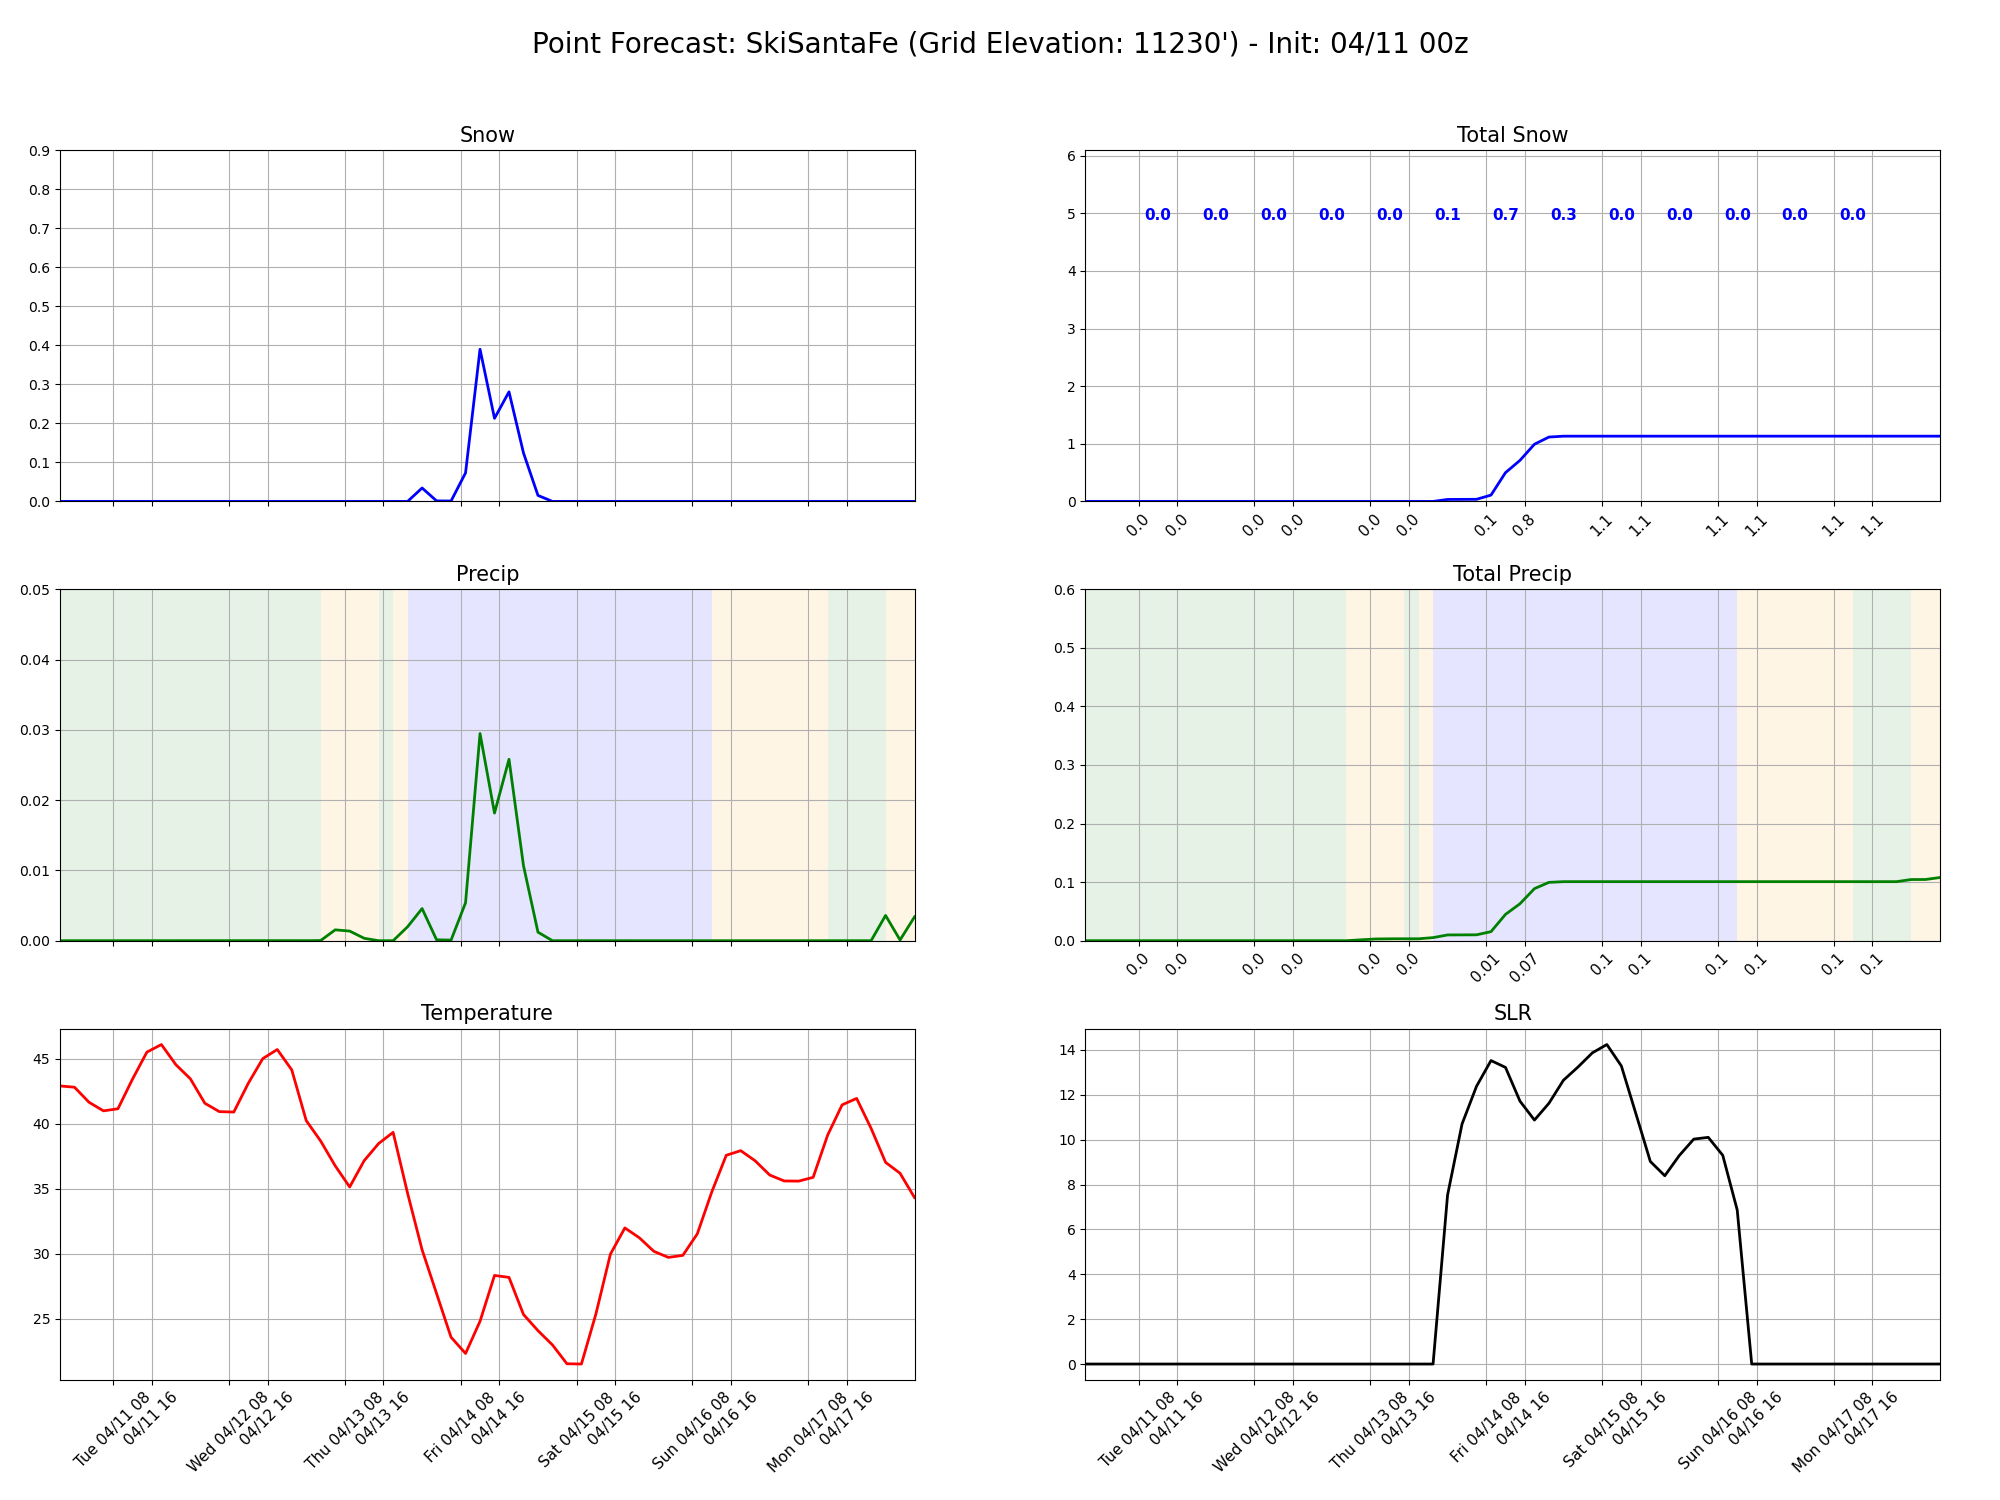 Point Forecast: SkiSantaFe (Grid Elevation: 11230') - Init: 04/11 00z
Snow
0.9
0.8
0.7
0.6
0.5
0.4
0.3
0.2
0.1
0.0
Total Snow
6
5
4
3
2
1
0
0.0 0.0 0.0 0.0 0.0 0.1 0.7 0.3 0.0 0.0 0.0 0.0 0.0
0.0 0.0 0.0 0.0 0.0 0.0 0.1 0.8 1.1 1.1 1.1 1.1 1.1 1.1
Precip
0.05
0.04
0.03
0.02
0.01
0.00
Total Precip
0.6
0.5
0.4
0.3
0.2
0.1
0.0
0.0 0.0 0.0 0.0 0.0 0.0 0.01 0.07 0.1 0.1 0.1 0.1 0.1 0.1
Temperature
45
40
35
30
25
Tue 04/11 08
04/11 16
Wed 04/12 08
04/12 16
Thu 04/13 08
04/13 16
Fri 04/14 08
04/14 16
Sat 04/15 08
04/15 16
Sun 04/16 08
04/16 16
Mon 04/17 08
04/17 16
SLR
14
12
10
8
6
4
2
0
Tue 04/11 08
04/11 16
Wed 04/12 08
04/12 16
Thu 04/13 08
04/13 16
Fri 04/14 08
04/14 16
Sat 04/15 08
04/15 16
Sun 04/16 08
04/16 16
Mon 04/17 08
04/17 16